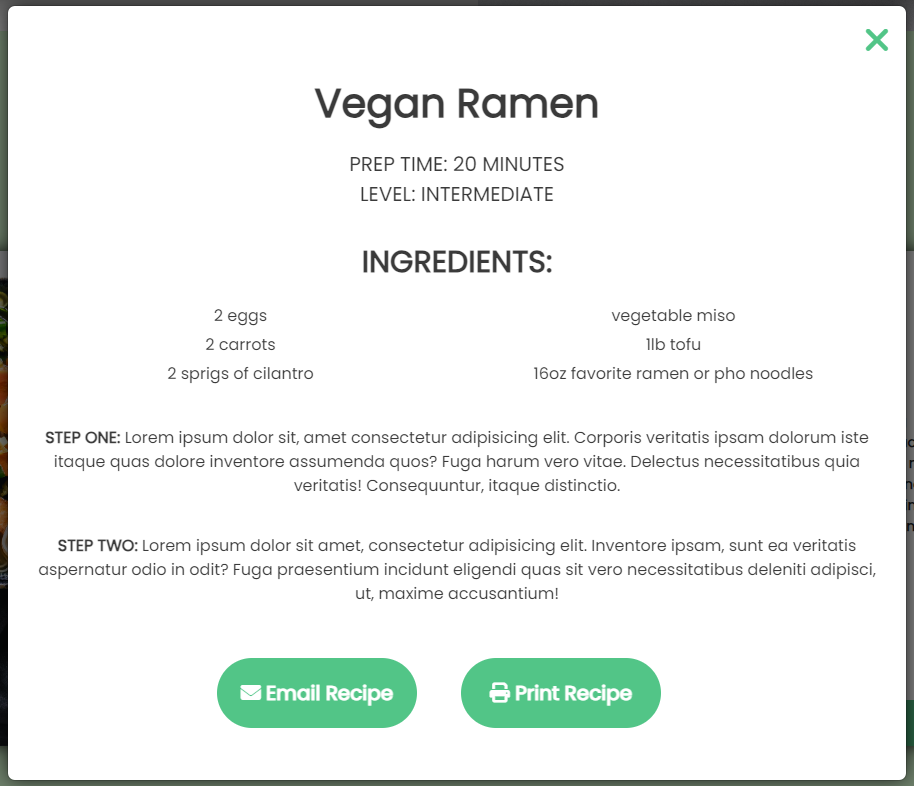 Vegan Ramen
PREP TIME: 20 MINUTES
LEVEL: INTERMEDIATE
INGREDIENTS:
2 eggs
2 carrots
2 sprigs of cilantro
vegetable miso
1lb tofu
16oz favorite ramen or pho noodles
STEP ONE: Lorem ipsum dolor sit, amet consectetur adipisicing elit. Corporis veritatis ipsam dolorum iste
itaque quas dolore inventore assumenda quos? Fuga harum vero vitae. Delectus necessitatibus quia
veritatis! Consequuntur, itaque distinctio.
STEP TWO: Lorem ipsum dolor sit amet, consectetur adipisicing elit. Inventore ipsam, sunt ea veritatis
aspernatur odio in odit? Fuga praesentium incidunt eligendi quas sit vero necessitatibus deleniti adipisci,
ut, maxime accusantium!
Email Recipe
Print Recipe